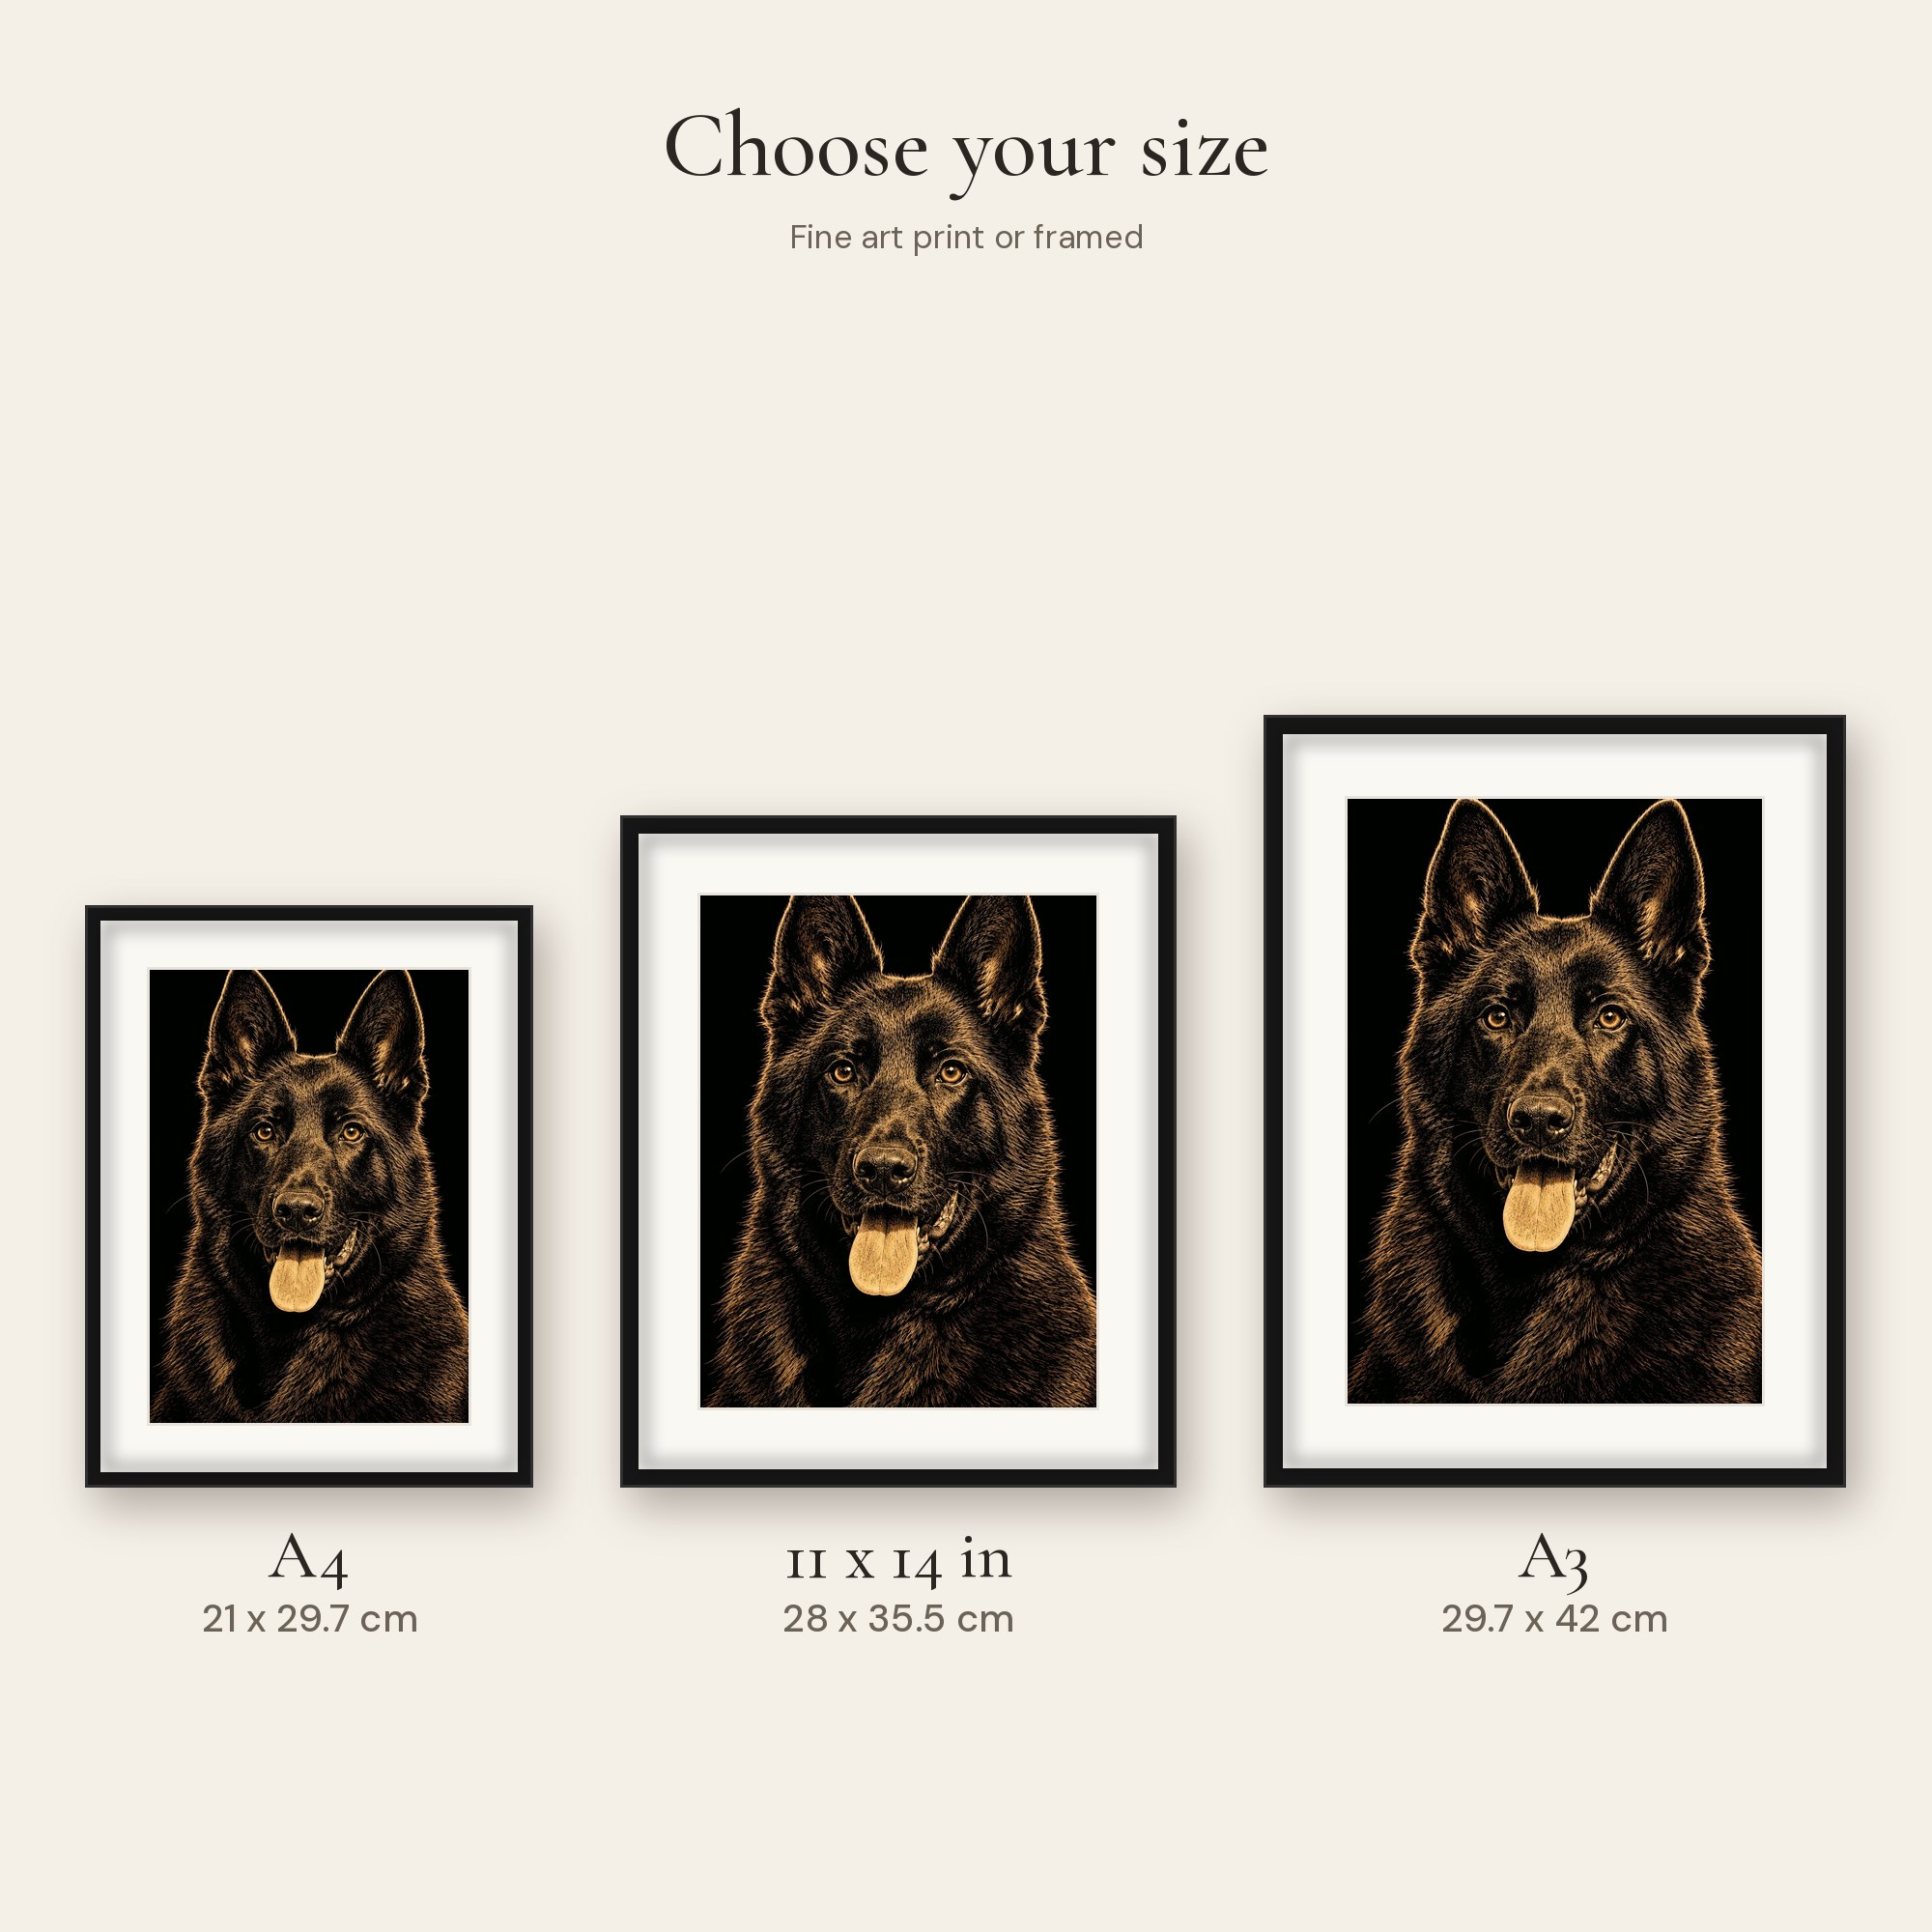 Choose your size
Fine art print or framed
A4
21 x 29.7 cm
11 x 14 in
28 x 35.5 cm
A3
29.7 x 42 cm